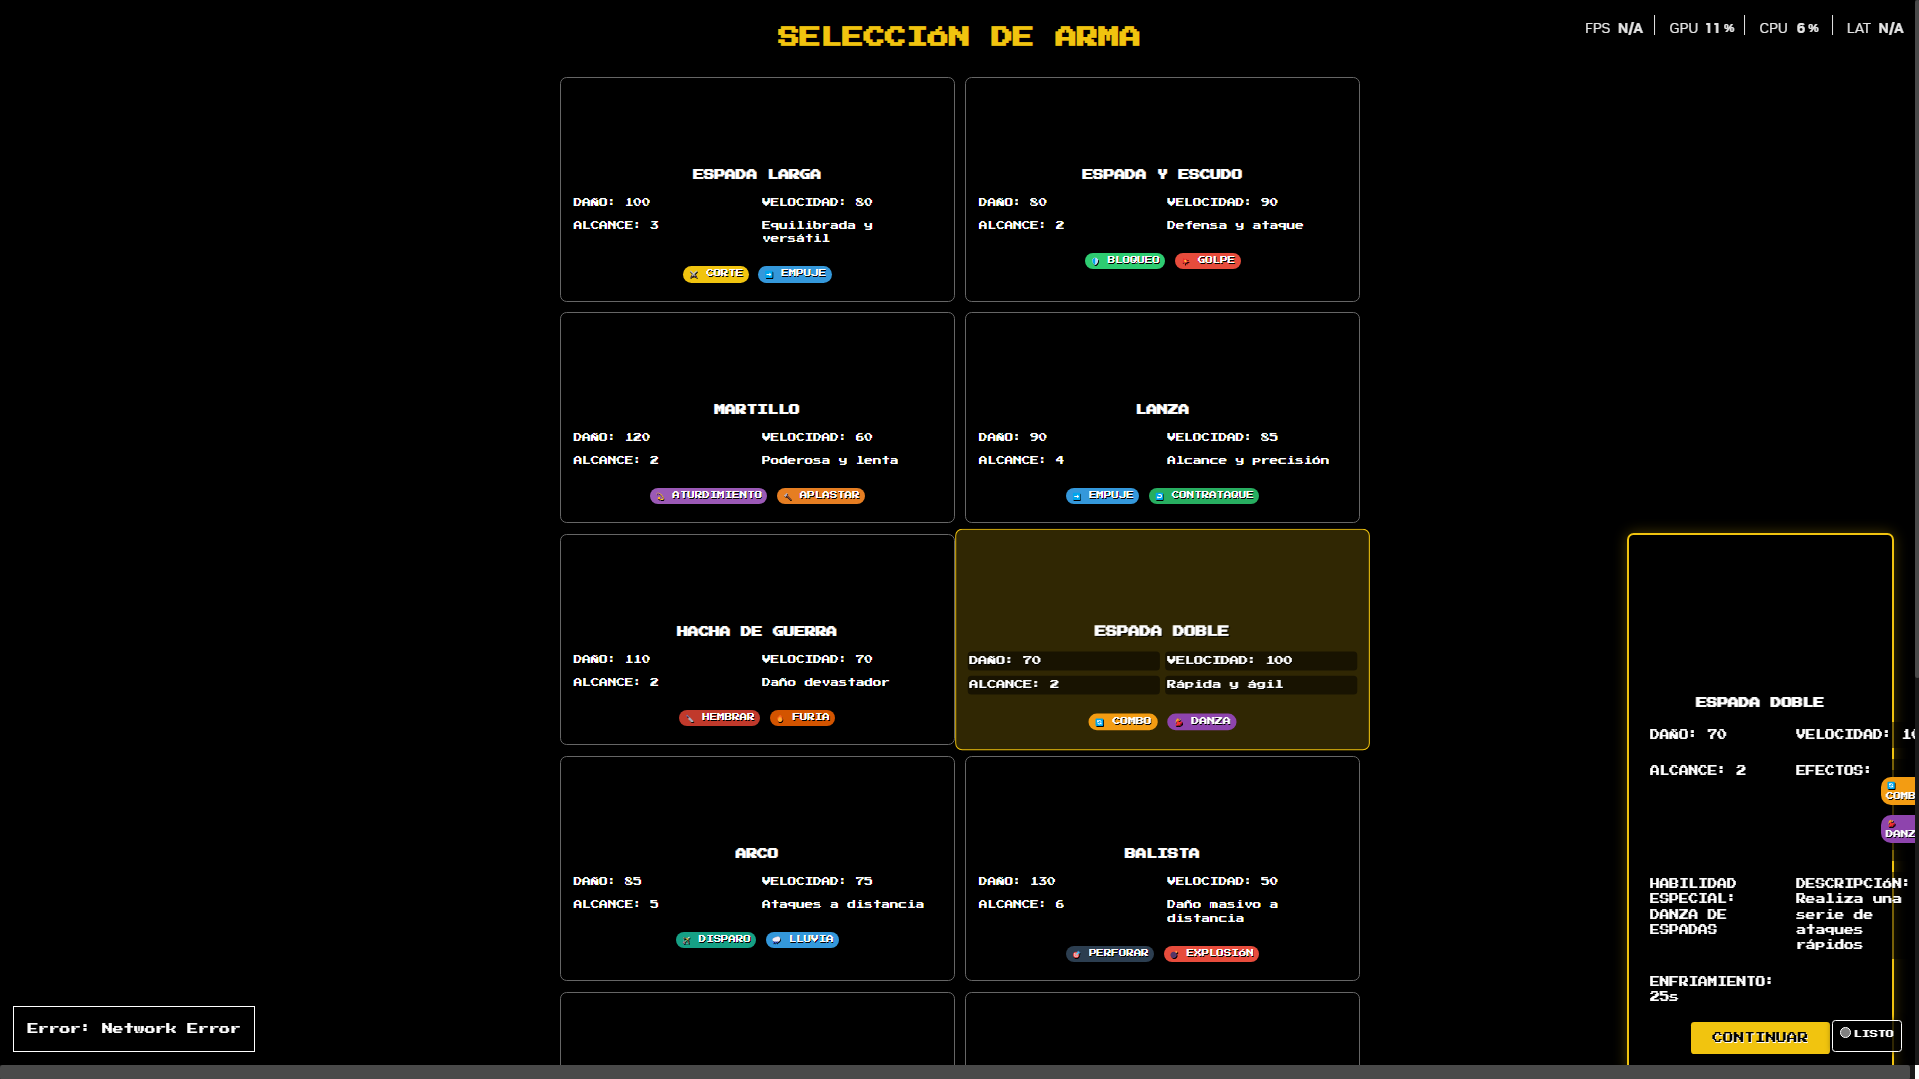 SELECCIÓN DE ARMA
FPS N/A GPU 11 % CPU 6 % LAT N/A
ESPADA LARGA
DAÑO: 100 VELOCIDAD: 80
ALCANCE: 3 Equilibrada y
versátil
CORTE EMPUJE
ESPADA Y ESCUDO
DAÑO: 80 VELOCIDAD: 90
ALCANCE: 2 Defensa y ataque
BLOQUEO GOLPE
MARTILLO
DAÑO: 120 VELOCIDAD: 60
ALCANCE: 2 Poderosa y lenta
ATURDIMIENTO APLASTAR
LANZA
DAÑO: 90 VELOCIDAD: 85
ALCANCE: 4 Alcance y precisión
EMPUJE CONTRATAQUE
HACHA DE GUERRA
DAÑO: 110 VELOCIDAD: 70
ALCANCE: 2 Daño devastador
HEMBRAR FURIA
ESPADA DOBLE
DAÑO: 70 VELOCIDAD: 100
ALCANCE: 2 Rápida y ágil
COMBO DANZA
ARCO
DAÑO: 85 VELOCIDAD: 75
ALCANCE: 5 Ataques a distancia
DISPARO LLUVIA
BALISTA
DAÑO: 130 VELOCIDAD: 50
ALCANCE: 6 Daño masivo a
distancia
PERFORAR EXPLOSIÓN
ESPADA DOBLE
DAÑO: 70 VELOCIDAD:
ALCANCE: 2 EFECTOS:
HABILIDAD
ESPECIAL:
DANZA DE
ESPADAS
DESCRIPCIÓN:
Realiza una
serie de
ataques
rápidos
ENFRIAMIENTO:
25s
CONTINUAR
LISTO
Error: Network Error